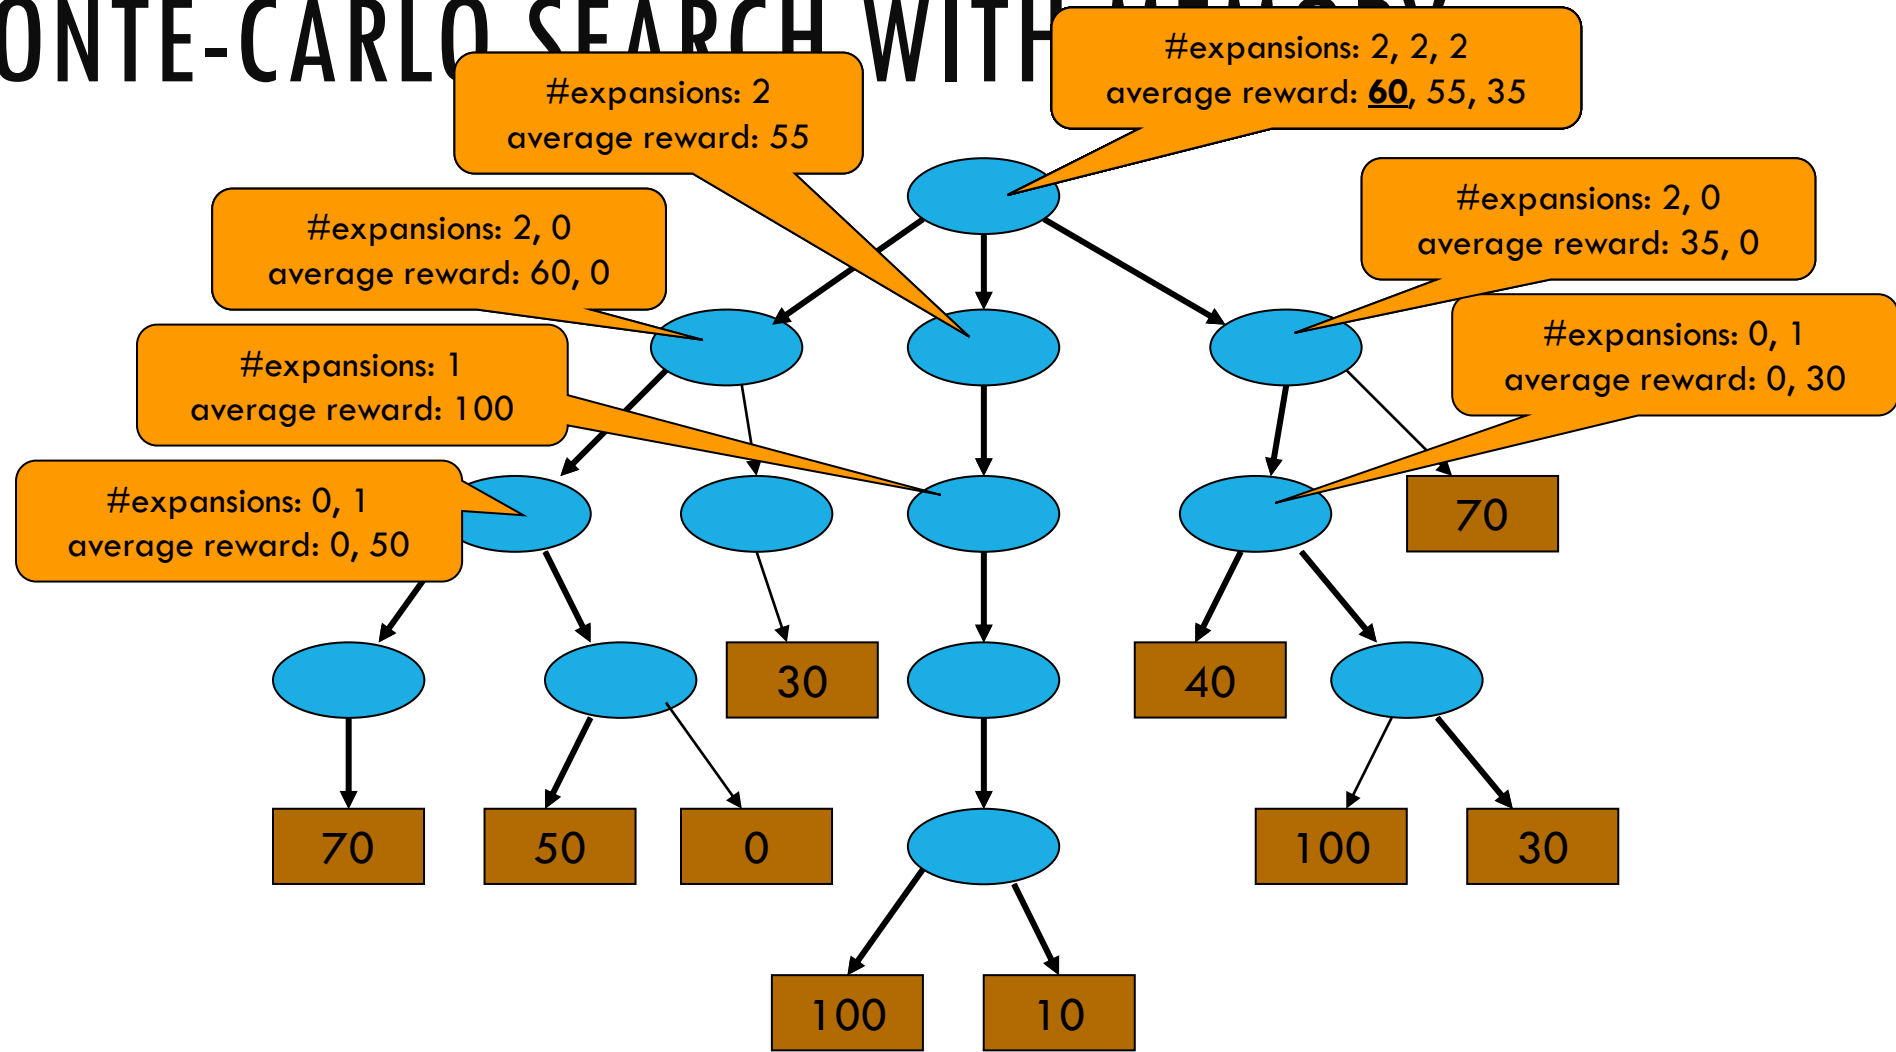 ONTE-CARLO SEARCH WITH MEMORY
#expansions: 2, 2, 2
average reward: 60, 55, 35
#expansions: 2
average reward: 55
#expansions: 2, 0
average reward: 60, 0
#expansions: 2, 0
average reward: 35, 0
#expansions: 1
average reward: 100
#expansions: 0, 1
average reward: 0, 30
#expansions: 0, 1
average reward: 0, 50
70
30
40
70
50
0
100
30
100
10